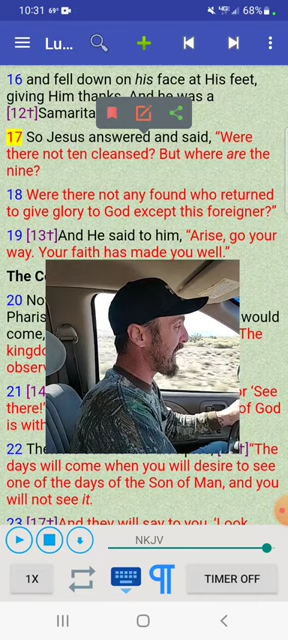 10:31 69° 68%
Lu...
16 and fell down on his face at His feet,
giving Him thanks. And he was a
[12†]Samarita
17 So Jesus answered and said, “Were
there not ten cleansed? But where are the
nine?
18 Were there not any found who returned
to give glory to God except this foreigner?”
19 [13†]And He said to him, “Arise, go your
way. Your faith has made you well.”
The C
20 No
Pharis would
come, “The
kingdo
observ
21 [14 or ‘See
there!’ of God
is with
22 The “The
days will come when you will desire to see
one of the days of the Son of Man, and you
will not see it.
23 [17†]And they will say to you, ‘Look
NKJV
1X TIMER OFF